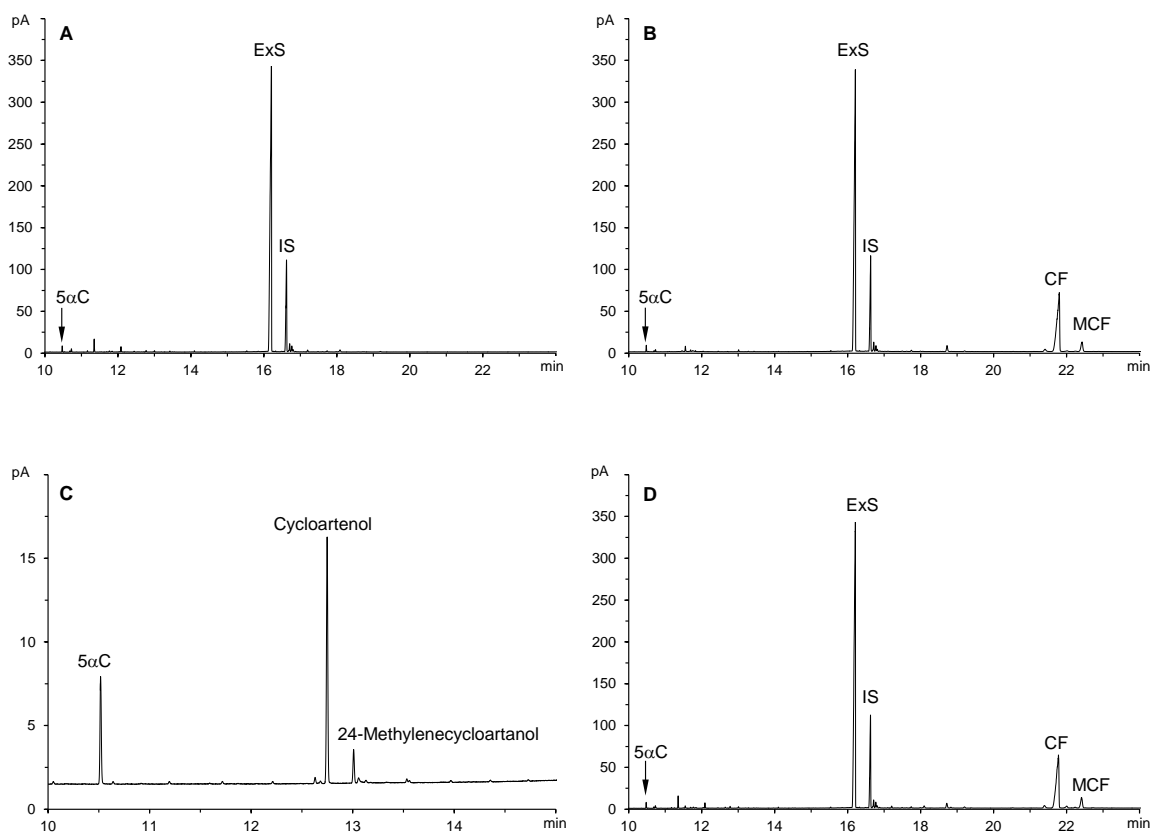 pA
A
ExS
350
300
250
200
150
IS
100
5αC
50
0
10 12 14 16 18 20 22 min
pA
B
ExS
350
300
250
200
150
IS
100
5αC
CF
50
MCF
0
10 12 14 16 18 20 22 min
pA
C
Cycloartenol
15
10
5αC
24-Methylenecycloartanol
5
0
10 11 12 13 14 min
pA
D
ExS
350
300
250
200
150
IS
100
5αC
CF
50
MCF
0
10 12 14 16 18 20 22 min